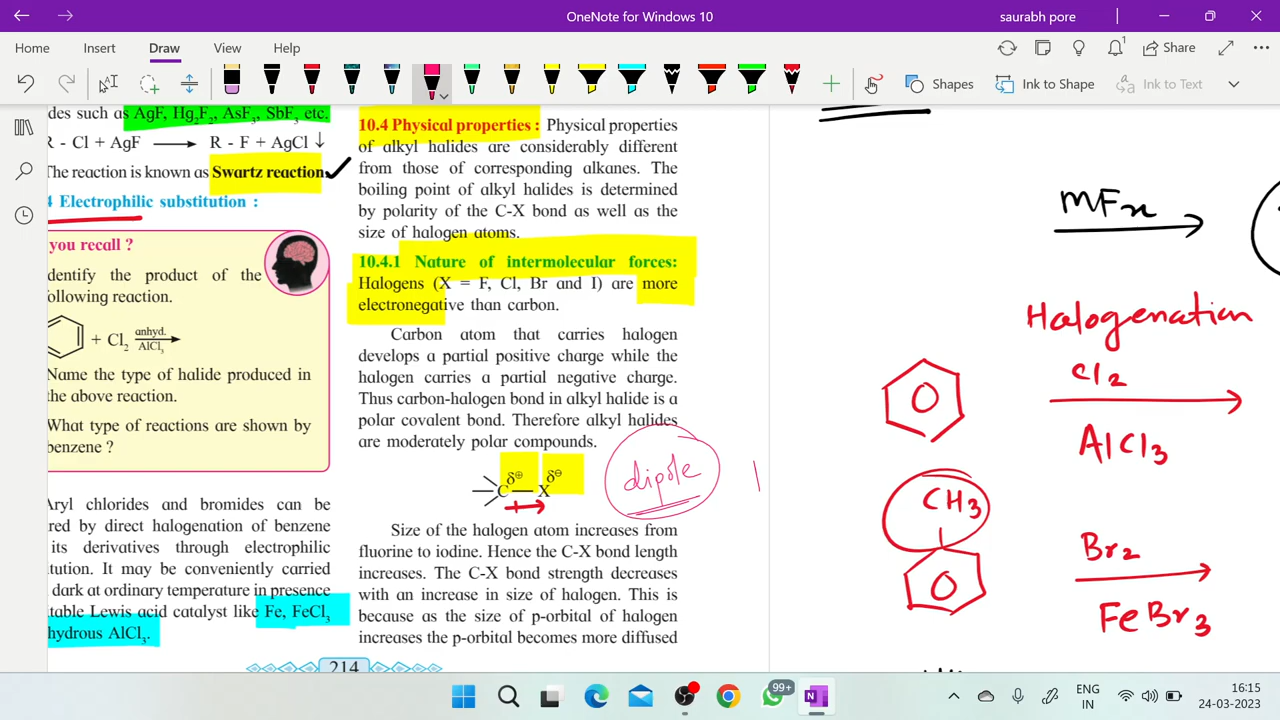 OneNote for Windows 10
saurabh pore
Home Insert Draw View Help
Share
Shapes
Ink to Shape
Ink to Text
des such as AgF, Hg₂F₂, AsF₃, SbF₃ etc.
R - Cl + AgF ⟶ R - F + AgCl ↓
The reaction is known as Swartz reaction.
4 Electrophilic substitution :
you recall ?
dentify the product of the
ollowing reaction.
+ Cl₂ anhyd. AlCl₃
Name the type of halide produced in
the above reaction.
What type of reactions are shown by
benzene ?
Aryl chlorides and bromides can be
red by direct halogenation of benzene
its derivatives through electrophilic
itution. It may be conveniently carried
dark at ordinary temperature in presence
table Lewis acid catalyst like Fe, FeCl₃
hydrous AlCl₃.
10.4 Physical properties : Physical properties
of alkyl halides are considerably different
from those of corresponding alkanes. The
boiling point of alkyl halides is determined
by polarity of the C-X bond as well as the
size of halogen atoms.
10.4.1 Nature of intermolecular forces:
Halogens (X = F, Cl, Br and I) are more
electronegative than carbon.
Carbon atom that carries halogen
develops a partial positive charge while the
halogen carries a partial negative charge.
Thus carbon-halogen bond in alkyl halide is a
polar covalent bond. Therefore alkyl halides
are moderately polar compounds.
δ⊕ δ⊖
C — X
dipole
Size of the halogen atom increases from
fluorine to iodine. Hence the C-X bond length
increases. The C-X bond strength decreases
with an increase in size of halogen. This is
because as the size of p-orbital of halogen
increases the p-orbital becomes more diffused
214
MFx
Halogenation
Cl₂
AlCl₃
CH₃
Br₂
FeBr₃
99+
ENG
IN
16:15
24-03-2023